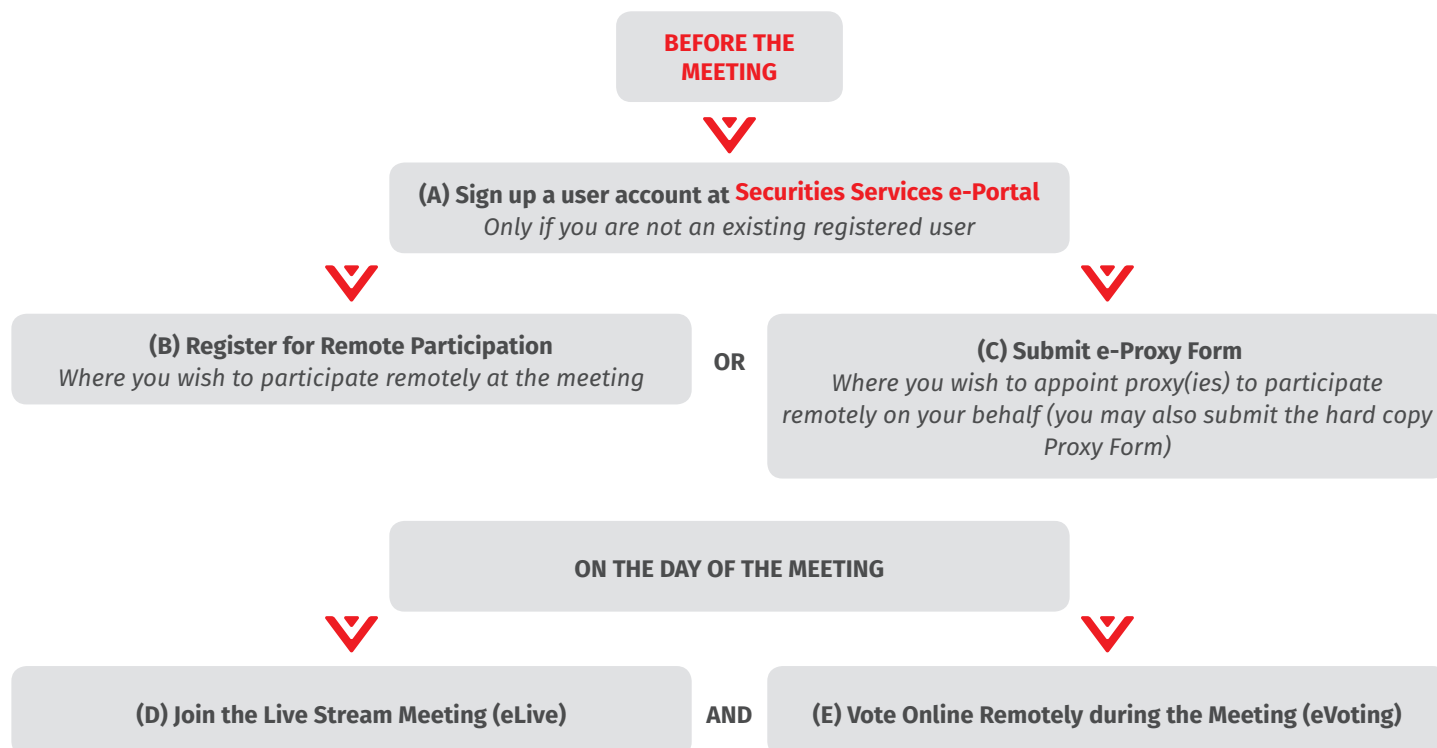 BEFORE THE
MEETING
(A) Sign up a user account at Securities Services e-Portal
Only if you are not an existing registered user
(B) Register for Remote Participation
Where you wish to participate remotely at the meeting
OR
(C) Submit e-Proxy Form
Where you wish to appoint proxy(ies) to participate
remotely on your behalf (you may also submit the hard copy
Proxy Form)
ON THE DAY OF THE MEETING
(D) Join the Live Stream Meeting (eLive)
AND
(E) Vote Online Remotely during the Meeting (eVoting)